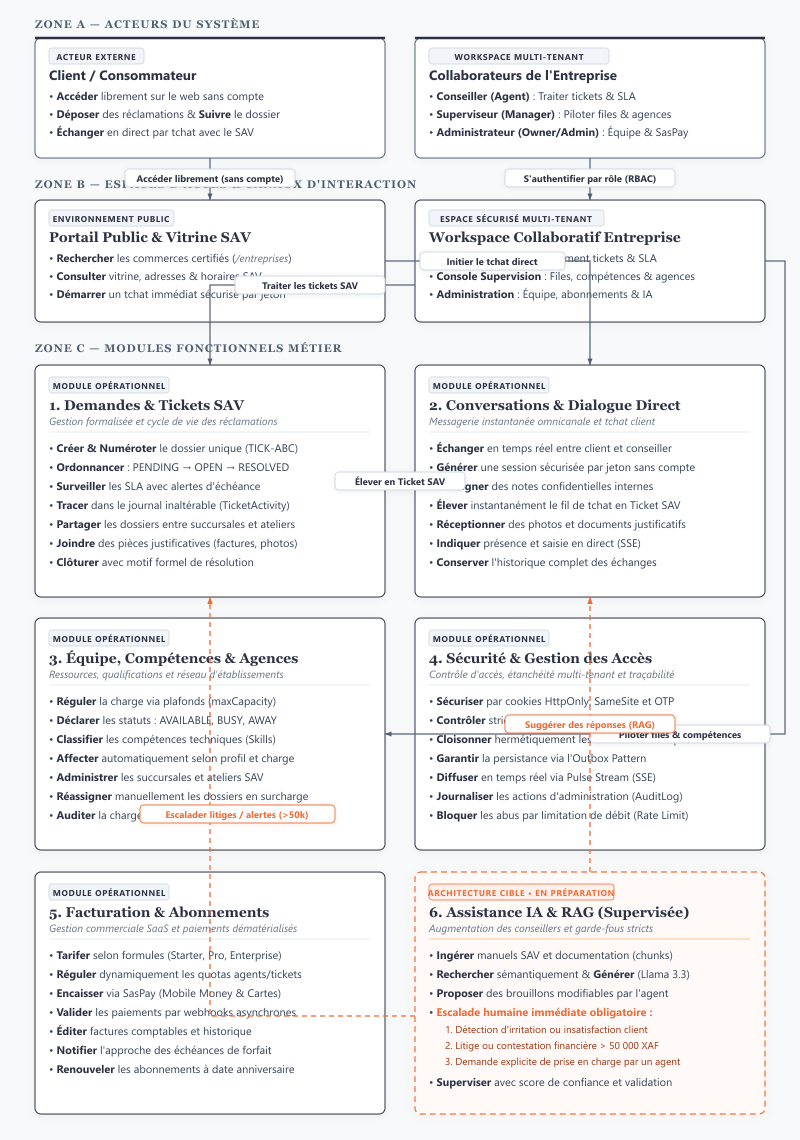 ZONE A — ACTEURS DU SYSTÈME
ACTEUR EXTERNE
Client / Consommateur
• Accéder librement sur le web sans compte
• Déposer des réclamations & Suivre le dossier
• Échanger en direct par tchat avec le SAV
WORKSPACE MULTI-TENANT
Collaborateurs de l'Entreprise
• Conseiller (Agent) : Traiter tickets & SLA
• Superviseur (Manager) : Piloter files & agences
• Administrateur (Owner/Admin) : Équipe & SasPay
Accéder librement (sans compte)
S'authentifier par rôle (RBAC)
ZONE B — D'INTERACTION
ENVIRONNEMENT PUBLIC
Portail Public & Vitrine SAV
• Rechercher les commerces certifiés (/entreprises)
• Consulter vitrine, adresses & horaires SAV
• Démarrer un tchat immédiat sécurisé par jeton
ESPACE SÉCURISÉ MULTI-TENANT
Workspace Collaboratif Entreprise
tickets & SLA
• Console Supervision : Files, compétences & agences
• Administration : Équipe, abonnements & IA
Initier le tchat direct
Traiter les tickets SAV
ZONE C — MODULES FONCTIONNELS MÉTIER
MODULE OPÉRATIONNEL
1. Demandes & Tickets SAV
Gestion formalisée et cycle de vie des réclamations
• Créer & Numéroter le dossier unique (TICK-ABC)
• Ordonnancer : PENDING → OPEN → RESOLVED
• Surveiller les SLA avec alertes d'échéance
• Tracer dans le journal inaltérable (TicketActivity)
• Partager les dossiers entre succursales et ateliers
• Joindre des pièces justificatives (factures, photos)
• Clôturer avec motif formel de résolution
MODULE OPÉRATIONNEL
2. Conversations & Dialogue Direct
Messagerie instantanée omnicanale et tchat client
• Échanger en temps réel entre client et conseiller
• Générer une session sécurisée par jeton sans compte
des notes confidentielles internes
• Élever instantanément le fil de tchat en Ticket SAV
• Réceptionner des photos et documents justificatifs
• Indiquer présence et saisie en direct (SSE)
• Conserver l'historique complet des échanges
Élever en Ticket SAV
MODULE OPÉRATIONNEL
3. Équipe, Compétences & Agences
Ressources, qualifications et réseau d'établissements
• Réguler la charge via plafonds (maxCapacity)
• Déclarer les statuts : AVAILABLE, BUSY, AWAY
• Classifier les compétences techniques (Skills)
• Affecter automatiquement selon profil et charge
• Administrer les succursales et ateliers SAV
• Réassigner manuellement les dossiers en surcharge
• Auditer la charge
Escalader litiges / alertes (>50k)
MODULE OPÉRATIONNEL
4. Sécurité & Gestion des Accès
Contrôle d'accès, étanchéité multi-tenant et traçabilité
• Sécuriser par cookies HttpOnly, SameSite et OTP
• Contrôler
Suggérer des réponses (RAG)
• Cloisonner hermétiquement les
Piloter files & compétences
• Garantir la persistance via l'Outbox Pattern
• Diffuser en temps réel via Pulse Stream (SSE)
• Journaliser les actions d'administration (AuditLog)
• Bloquer les abus par limitation de débit (Rate Limit)
MODULE OPÉRATIONNEL
5. Facturation & Abonnements
Gestion commerciale SaaS et paiements dématérialisés
• Tarifer selon formules (Starter, Pro, Enterprise)
• Réguler dynamiquement les quotas agents/tickets
• Encaisser via SasPay (Mobile Money & Cartes)
• Valider les paiements par webhooks asynchrones
• Éditer factures comptables et historique
• Notifier l'approche des échéances de forfait
• Renouveler les abonnements à date anniversaire
ARCHITECTURE CIBLE • EN PRÉPARATION
6. Assistance IA & RAG (Supervisée)
Augmentation des conseillers et garde-fous stricts
• Ingérer manuels SAV et documentation (chunks)
• Rechercher sémantiquement & Générer (Llama 3.3)
• Proposer des brouillons modifiables par l'agent
• Escalade humaine immédiate obligatoire :
1. Détection d'irritation ou insatisfaction client
2. Litige ou contestation financière > 50 000 XAF
3. Demande explicite de prise en charge par un agent
• Superviser avec score de confiance et validation